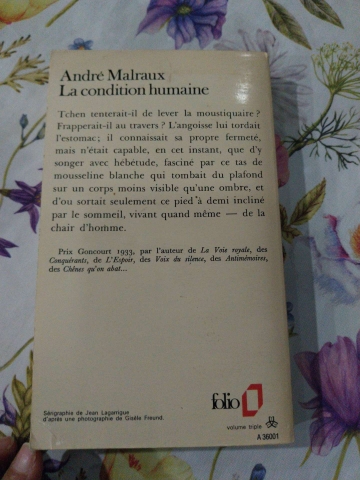 André Malraux
La condition humaine
Tchen tenterait-il de lever la moustiquaire ?
Frapperait-il au travers ? L'angoisse lui tordait
l'estomac ; il connaissait sa propre fermeté,
mais n'était capable, en cet instant, que d'y
songer avec hébétude, fasciné par ce tas de
mousseline blanche qui tombait du plafond
sur un corps moins visible qu'une ombre, et
d'ou sortait seulement ce pied à demi incliné
par le sommeil, vivant quand même — de la
chair d'homme.
Prix Goncourt 1933, par l'auteur de La Voie royale, des
Conquérants, de L'Espoir, des Voix du silence, des Antimémoires,
des Chênes qu'on abat...
Sérigraphie de Jean Lagarrigue
d'après une photographie de Gisèle Freund.
folio
volume triple
A 36001